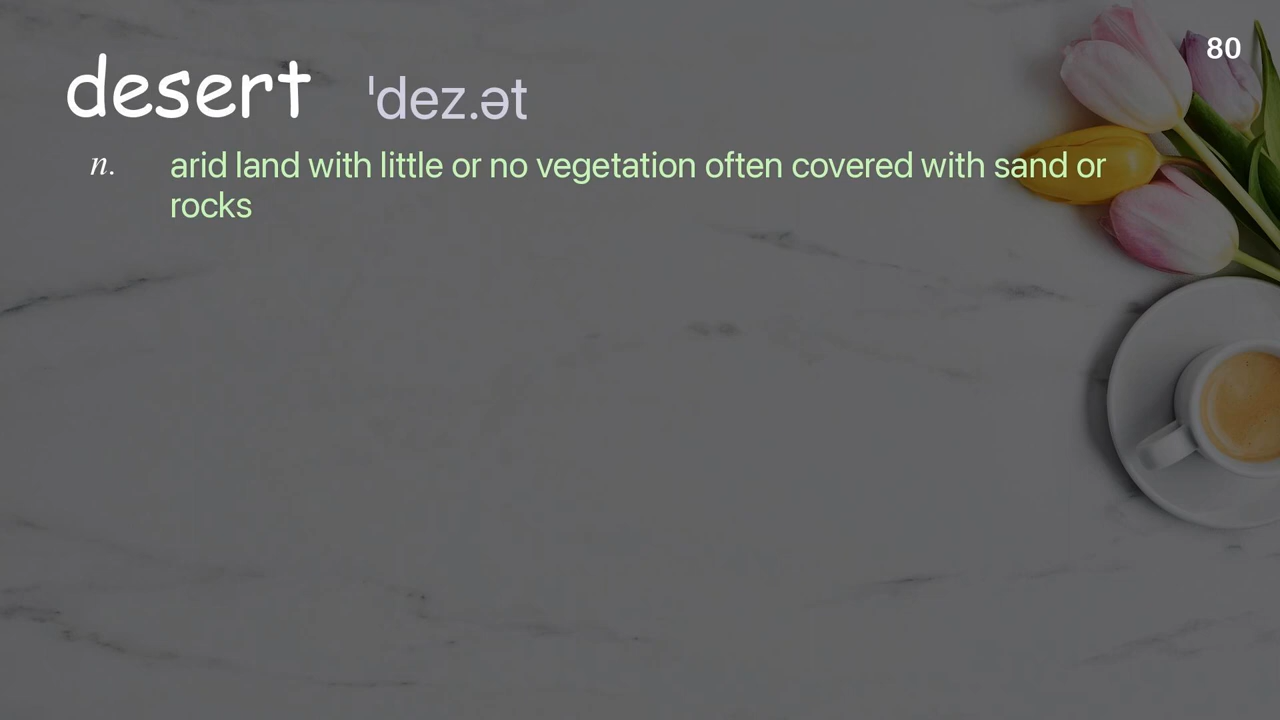 80
desert ˈdez.ət
n. arid land with little or no vegetation often covered with sand or
rocks